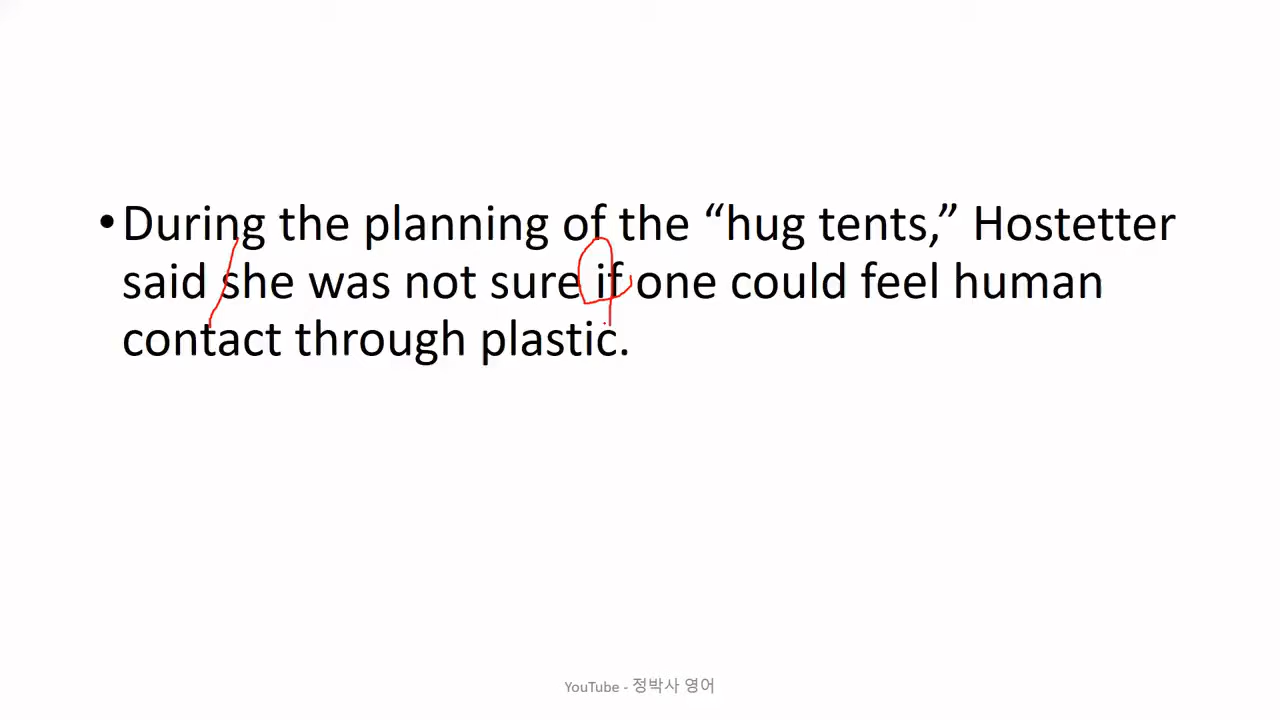 •During the planning of the “hug tents,” Hostetter
said she was not sure if one could feel human
contact through plastic.
YouTube - 정박사 영어